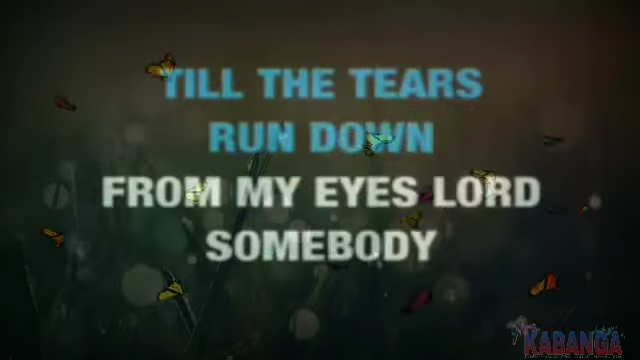 TILL THE TEARS
RUN DOWN
FROM MY EYES LORD
SOMEBODY
KABANGA